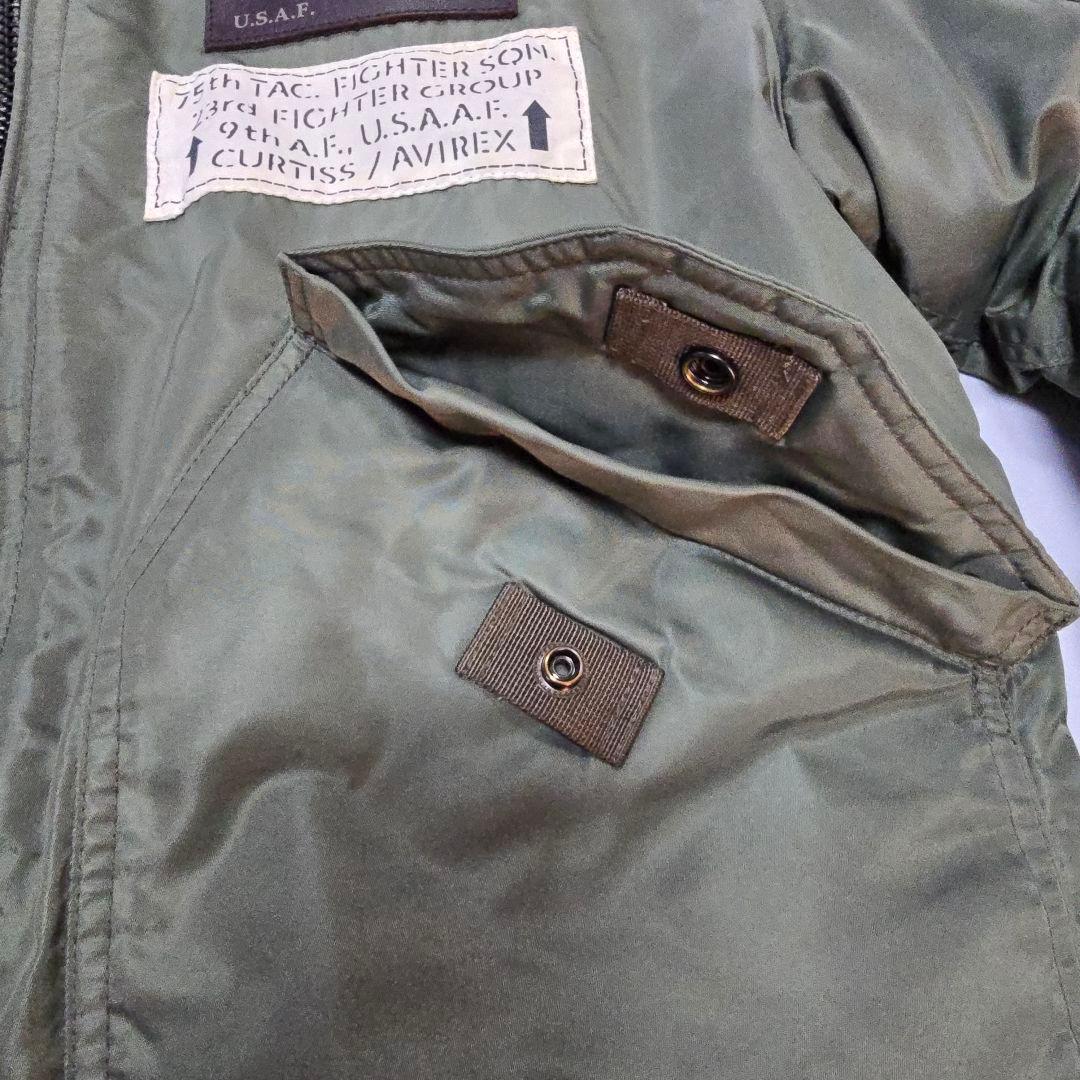 U.S.A.F.
75th TAC. FIGHTER SQN.
23rd FIGHTER GROUP
9th A.F., U.S.A.A.F.
CURTISS / AVIREX